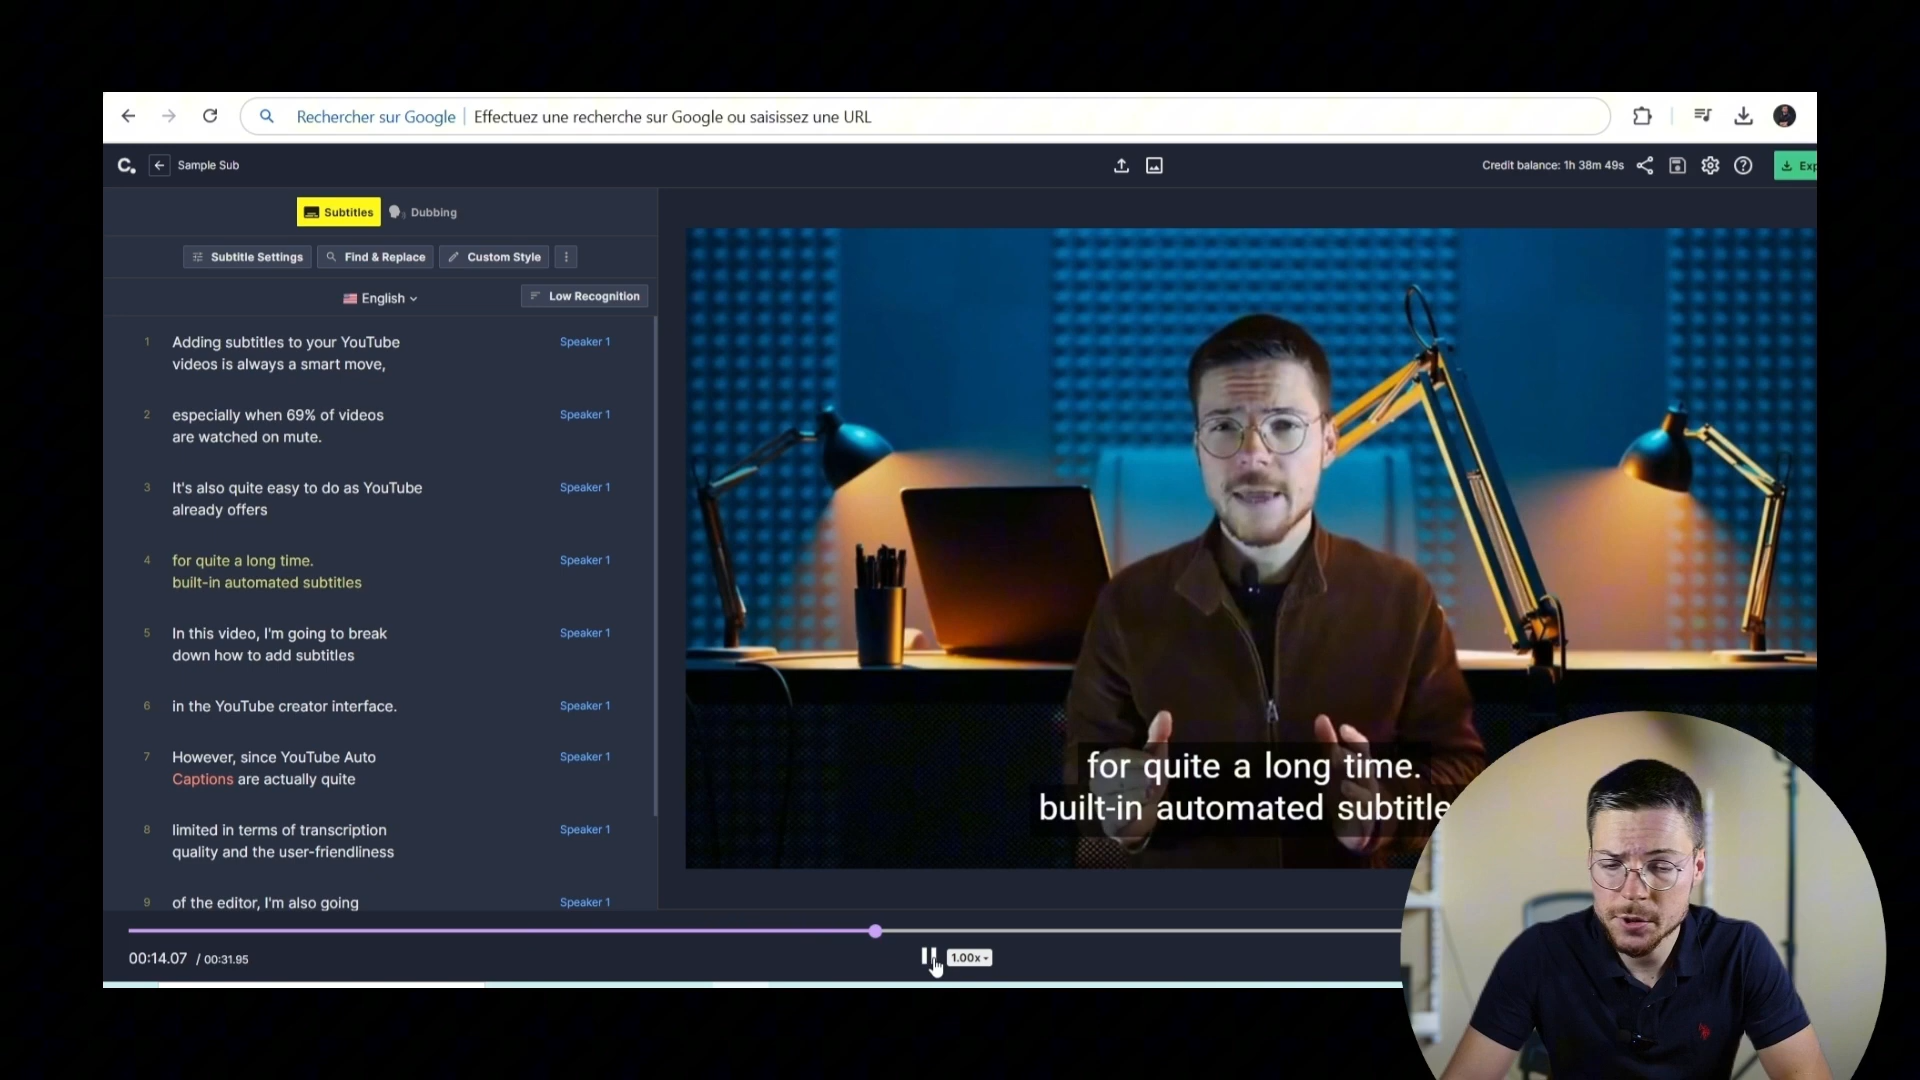 Rechercher sur Google | Effectuez une recherche sur Google ou saisissez une URL
C. Sample Sub
Credit balance: 1h 38m 49s
Exp
Subtitles Dubbing
Subtitle Settings Find & Replace Custom Style
English Low Recognition
1 Adding subtitles to your YouTube Speaker 1
videos is always a smart move,
2 especially when 69% of videos Speaker 1
are watched on mute.
3 It's also quite easy to do as YouTube Speaker 1
already offers
4 for quite a long time. Speaker 1
built-in automated subtitles
5 In this video, I'm going to break Speaker 1
down how to add subtitles
6 in the YouTube creator interface. Speaker 1
7 However, since YouTube Auto Speaker 1
Captions are actually quite
8 limited in terms of transcription Speaker 1
quality and the user-friendliness
9 of the editor, I'm also going Speaker 1
for quite a long time.
built-in automated subtitle
00:14.07 / 00:31.95
1.00x